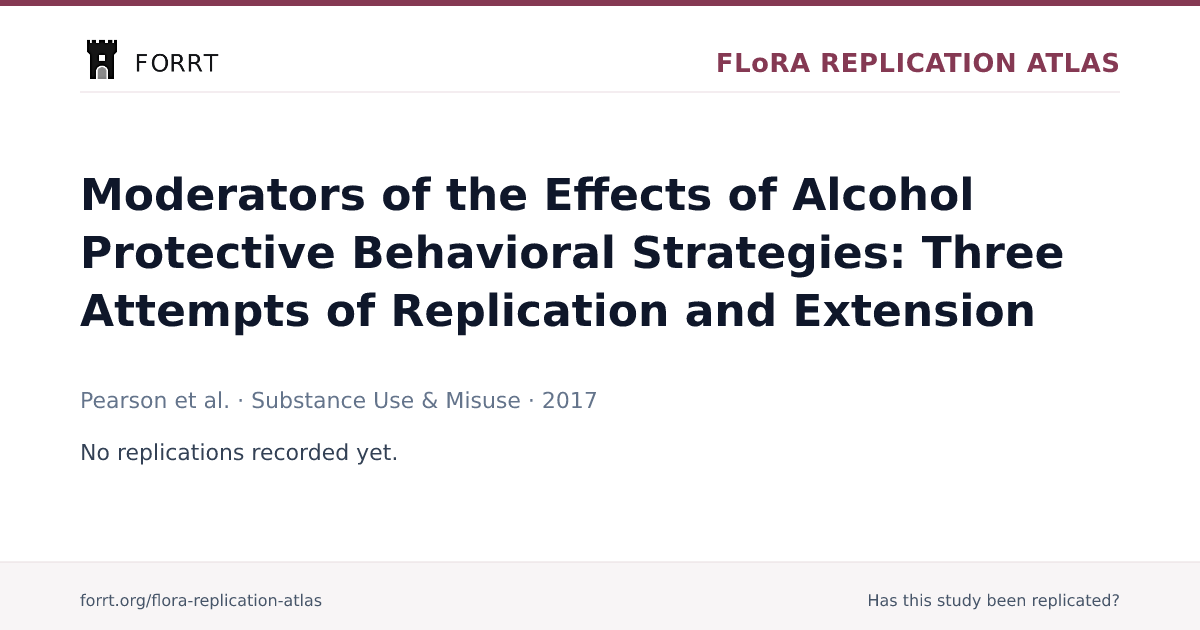 FORRT
FLoRA REPLICATION ATLAS
Moderators of the Effects of Alcohol
Protective Behavioral Strategies: Three
Attempts of Replication and Extension
Pearson et al. · Substance Use & Misuse · 2017
No replications recorded yet.
forrt.org/flora-replication-atlas
Has this study been replicated?